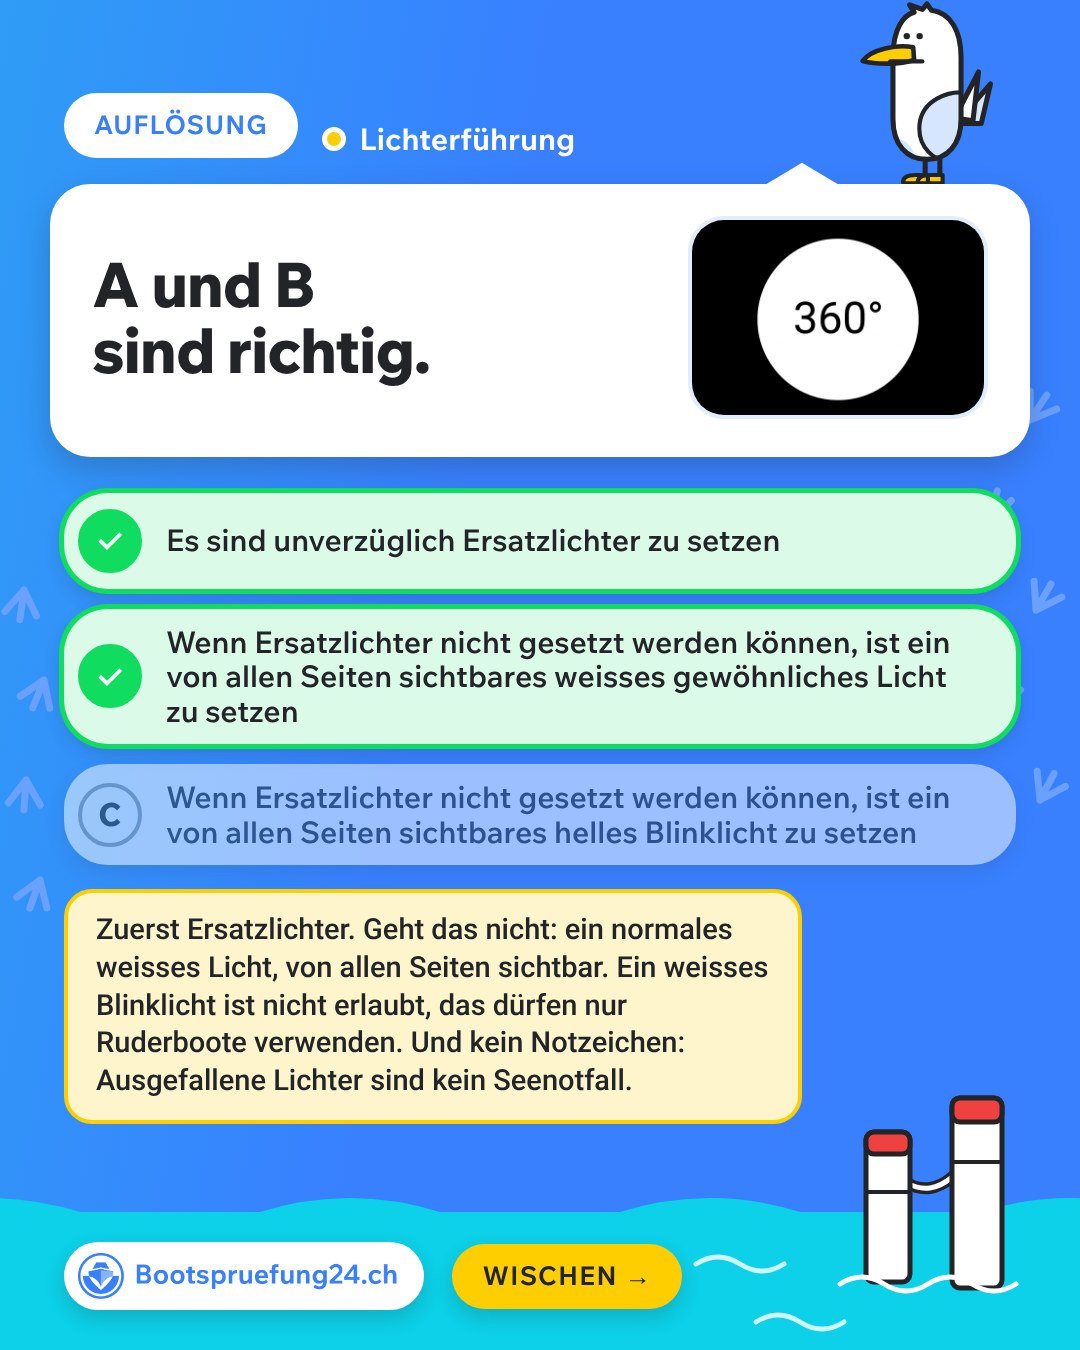 AUFLÖSUNG
Lichterführung
A und B
sind richtig.
360°
Es sind unverzüglich Ersatzlichter zu setzen
Wenn Ersatzlichter nicht gesetzt werden können, ist ein
von allen Seiten sichtbares weisses gewöhnliches Licht
zu setzen
C
Wenn Ersatzlichter nicht gesetzt werden können, ist ein
von allen Seiten sichtbares helles Blinklicht zu setzen
Zuerst Ersatzlichter. Geht das nicht: ein normales
weisses Licht, von allen Seiten sichtbar. Ein weisses
Blinklicht ist nicht erlaubt, das dürfen nur
Ruderboote verwenden. Und kein Notzeichen:
Ausgefallene Lichter sind kein Seenotfall.
Bootspruefung24.ch
WISCHEN →